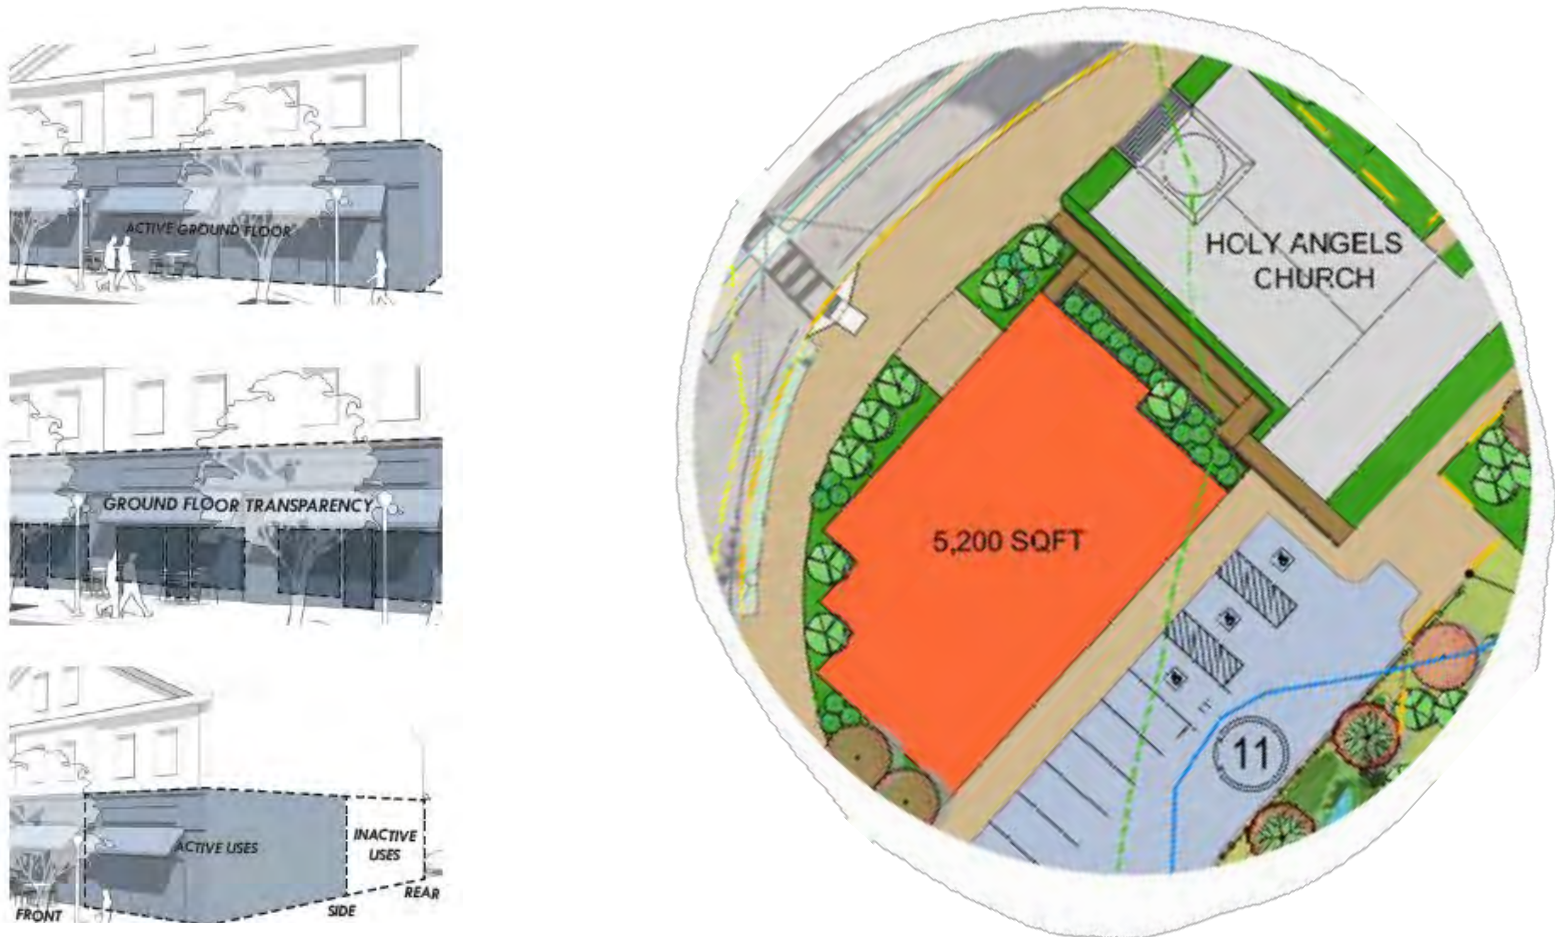 ACTIVE GROUND FLOOR
GROUND FLOOR TRANSPARENCY
ACTIVE USES
INACTIVE
USES
FRONT
SIDE
REAR
HOLY ANGELS
CHURCH
5,200 SQFT
11